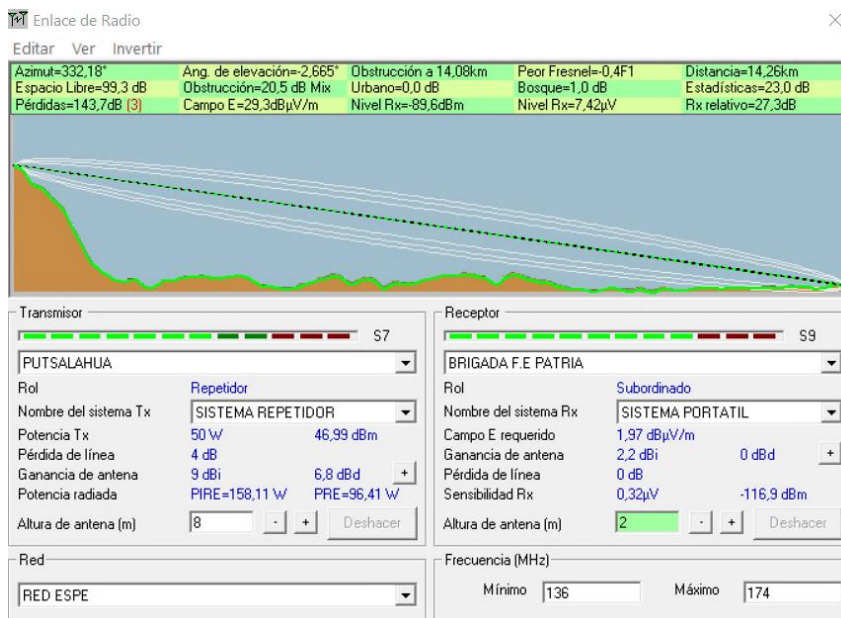 Enlace de Radio
Editar Ver Invertir
Azimut=332,18° Ang. de elevación=-2,665° Obstrucción a 14,08km Peor Fresnel=-0,4F1 Distancia=14,26km
Espacio Libre=99,3 dB Obstrucción=20,5 dB Mix Urbano=0,0 dB Bosque=1,0 dB Estadísticas=23,0 dB
Pérdidas=143,7dB (3) Campo E=29,3dBµV/m Nivel Rx=-89,6dBm Nivel Rx=7,42µV Rx relativo=27,3dB
Transmisor
S7
PUTSALAHUA
Rol Repetidor
Nombre del sistema Tx SISTEMA REPETIDOR
Potencia Tx 50 W 46,99 dBm
Pérdida de línea 4 dB
Ganancia de antena 9 dBi 6,8 dBd +
Potencia radiada PIRE=158,11 W PRE=96,41 W
Altura de antena (m) 8 - + Deshacer
Red
RED ESPE
Receptor
S9
BRIGADA F.E PATRIA
Rol Subordinado
Nombre del sistema Rx SISTEMA PORTATIL
Campo E requerido 1,97 dBµV/m
Ganancia de antena 2,2 dBi 0 dBd +
Pérdida de línea 0 dB
Sensibilidad Rx 0,32µV -116,9 dBm
Altura de antena (m) 2 - + Deshacer
Frecuencia (MHz)
Mínimo 136 Máximo 174